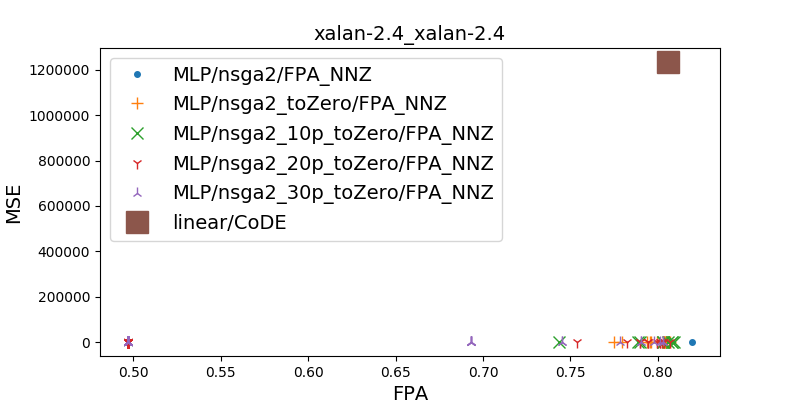 xalan-2.4_xalan-2.4
MSE
1200000
1000000
800000
600000
400000
200000
0
MLP/nsga2/FPA_NNZ
MLP/nsga2_toZero/FPA_NNZ
MLP/nsga2_10p_toZero/FPA_NNZ
MLP/nsga2_20p_toZero/FPA_NNZ
MLP/nsga2_30p_toZero/FPA_NNZ
linear/CoDE
0.50 0.55 0.60 0.65 0.70 0.75 0.80
FPA